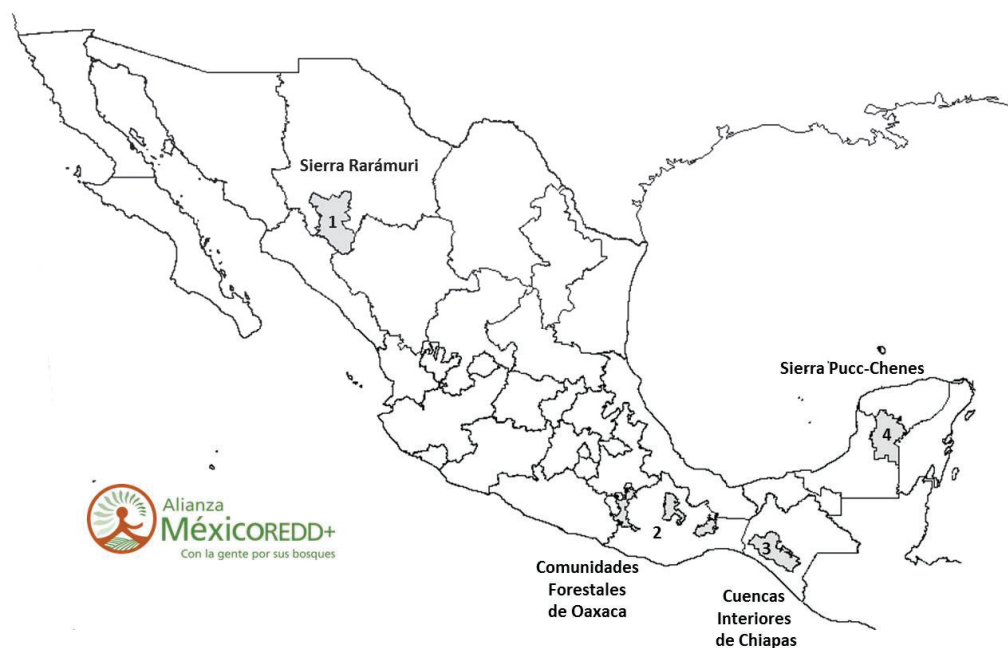 Sierra Rarámuri
1
Sierra Pucc-Chenes
4
Alianza
MéxicoREDD+
Con la gente por sus bosques
2
3
Comunidades
Forestales
de Oaxaca
Cuencas
Interiores
de Chiapas